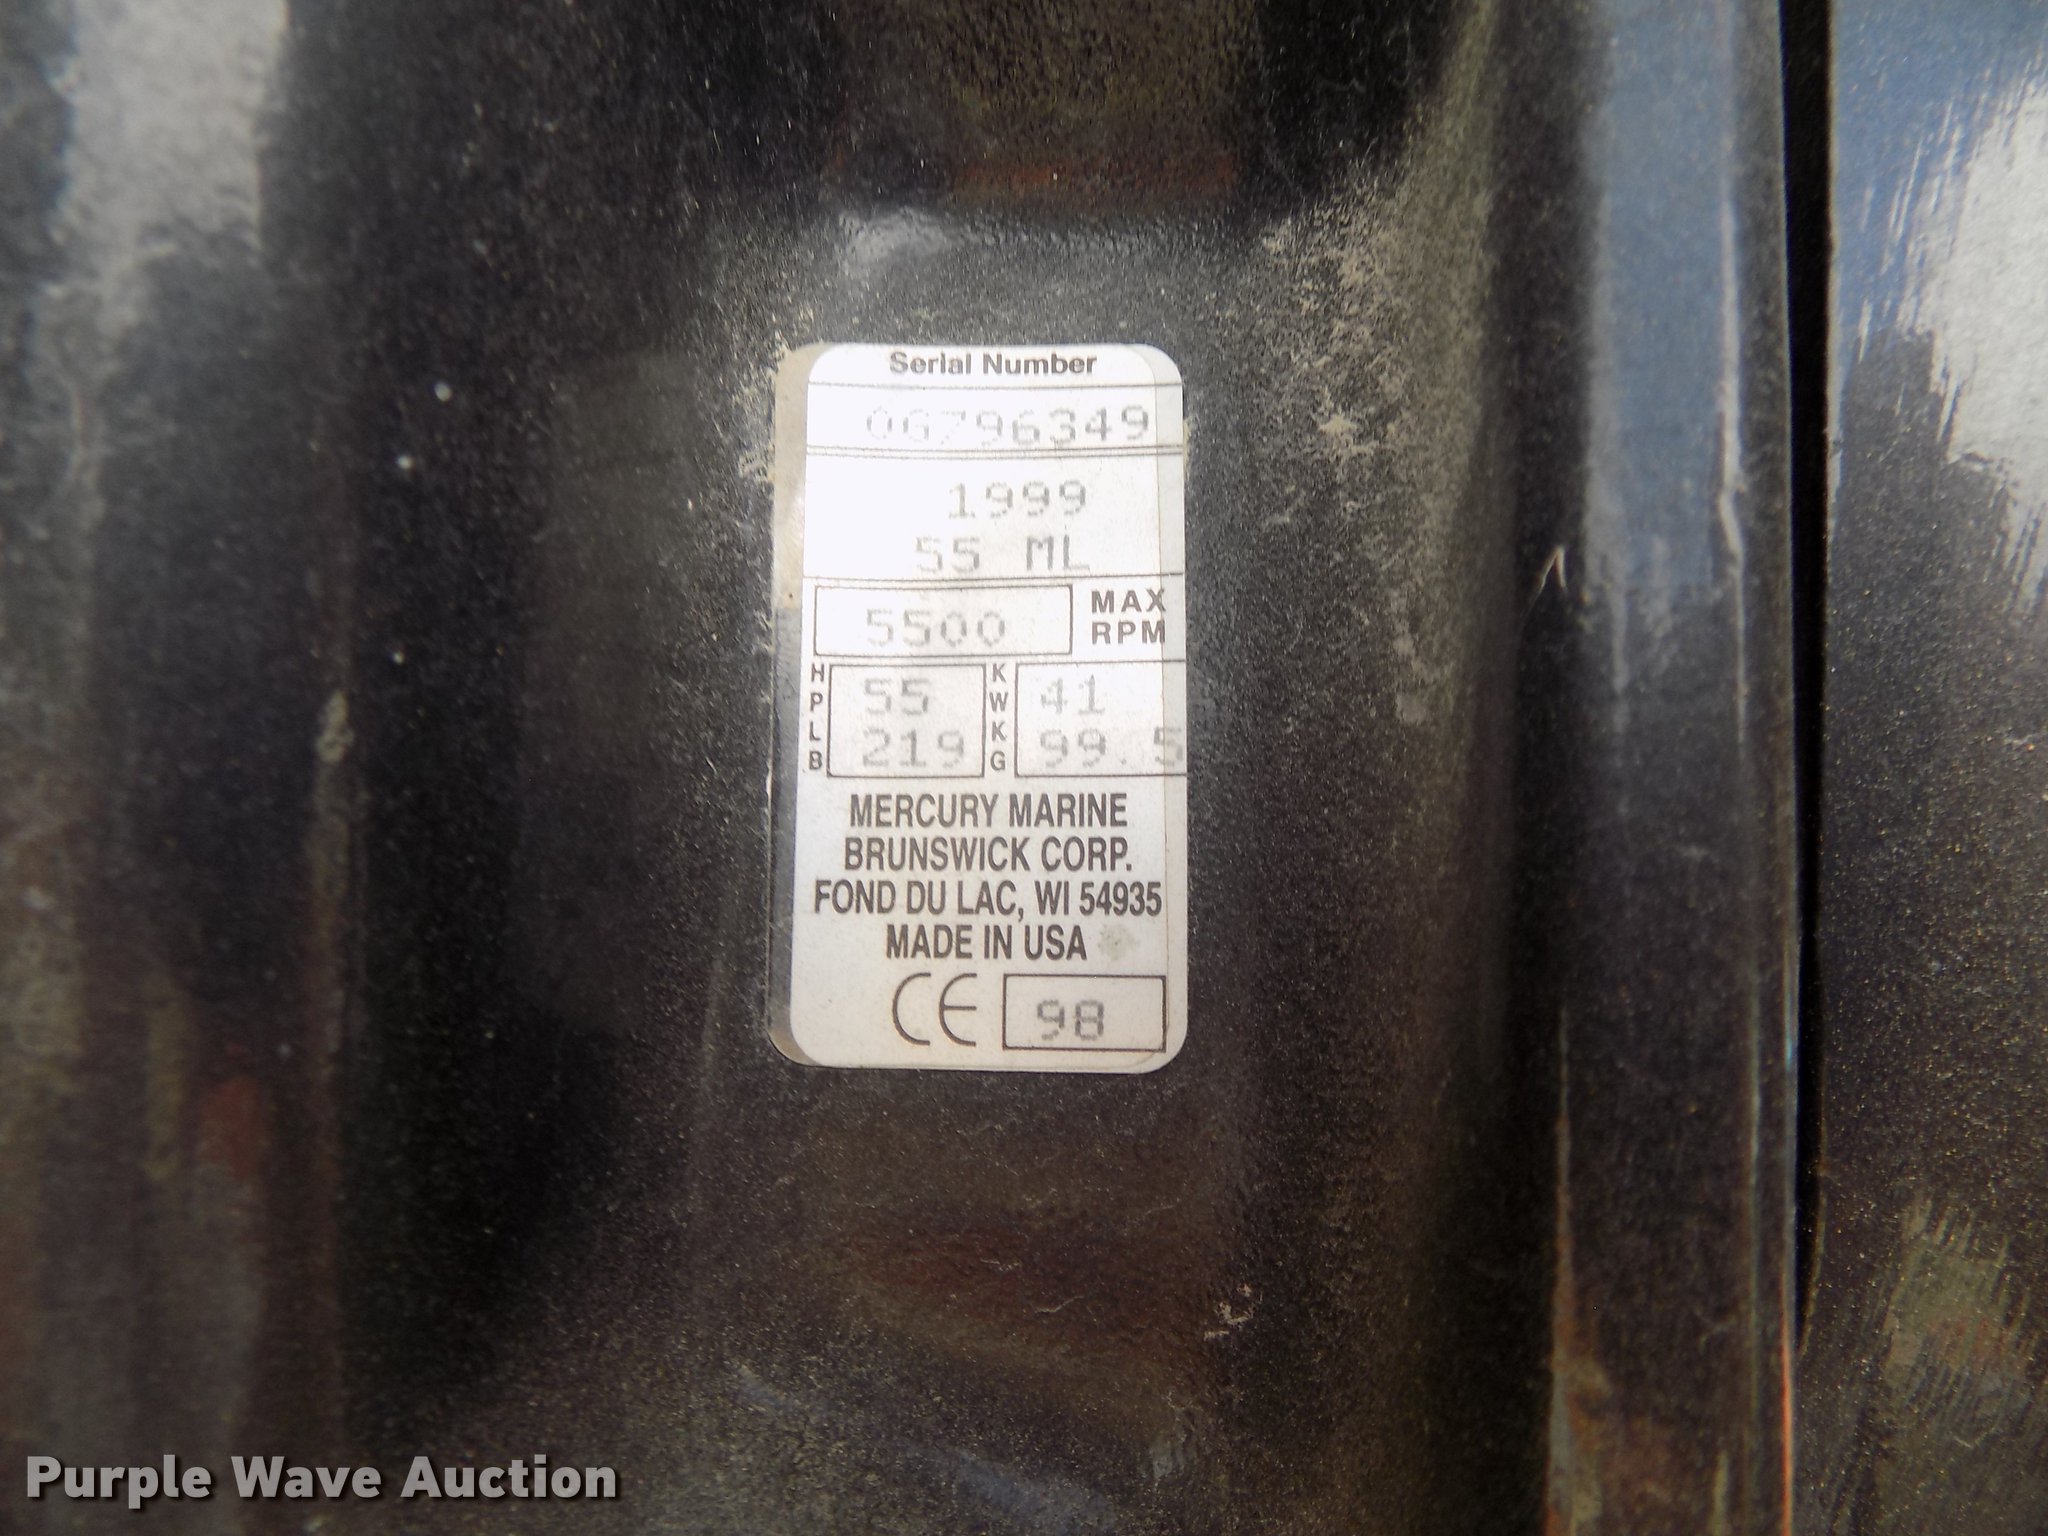 Serial Number
0G796349
1999
55 ML
5500 MAX RPM
HP 55 KW 41
LB 219 KG 99.5
MERCURY MARINE
BRUNSWICK CORP.
FOND DU LAC, WI 54935
MADE IN USA
CE 98
Purple Wave Auction